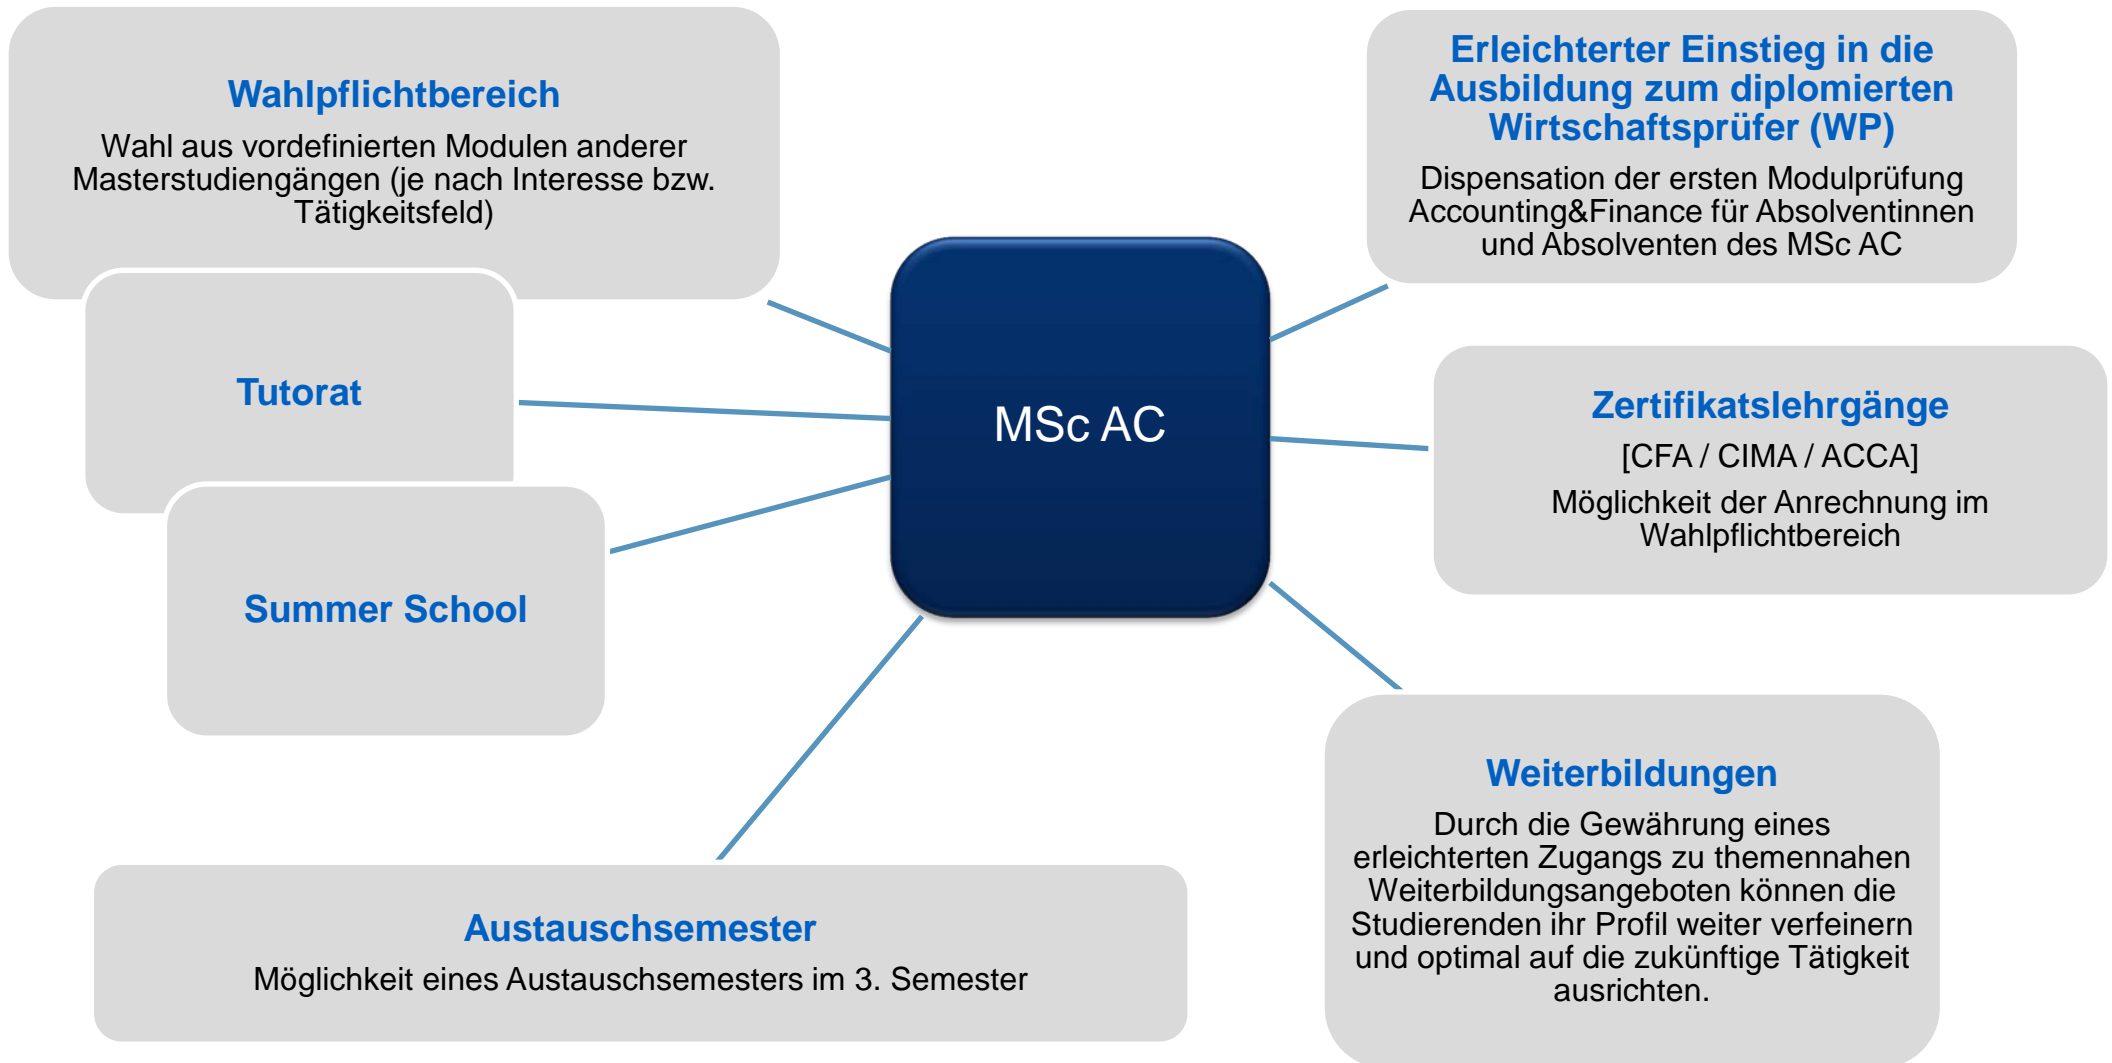 Wahlpflichtbereich
Wahl aus vordefinierten Modulen anderer
Masterstudiengängen (je nach Interesse bzw.
Tätigkeitsfeld)
Tutorat
Summer School
Austauschsemester
Möglichkeit eines Austauschsemesters im 3. Semester
MSc AC
Erleichterter Einstieg in die
Ausbildung zum diplomierten
Wirtschaftsprüfer (WP)
Dispensation der ersten Modulprüfung
Accounting&Finance für Absolventinnen
und Absolventen des MSc AC
Zertifikatslehrgänge
[CFA / CIMA / ACCA]
Möglichkeit der Anrechnung im
Wahlpflichtbereich
Weiterbildungen
Durch die Gewährung eines
erleichterten Zugangs zu themennahen
Weiterbildungsangeboten können die
Studierenden ihr Profil weiter verfeinern
und optimal auf die zukünftige Tätigkeit
ausrichten.